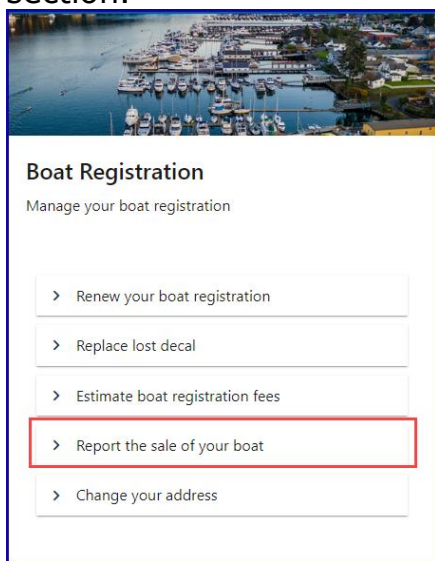 section.
Boat Registration
Manage your boat registration
Renew your boat registration
Replace lost decal
Estimate boat registration fees
Report the sale of your boat
Change your address